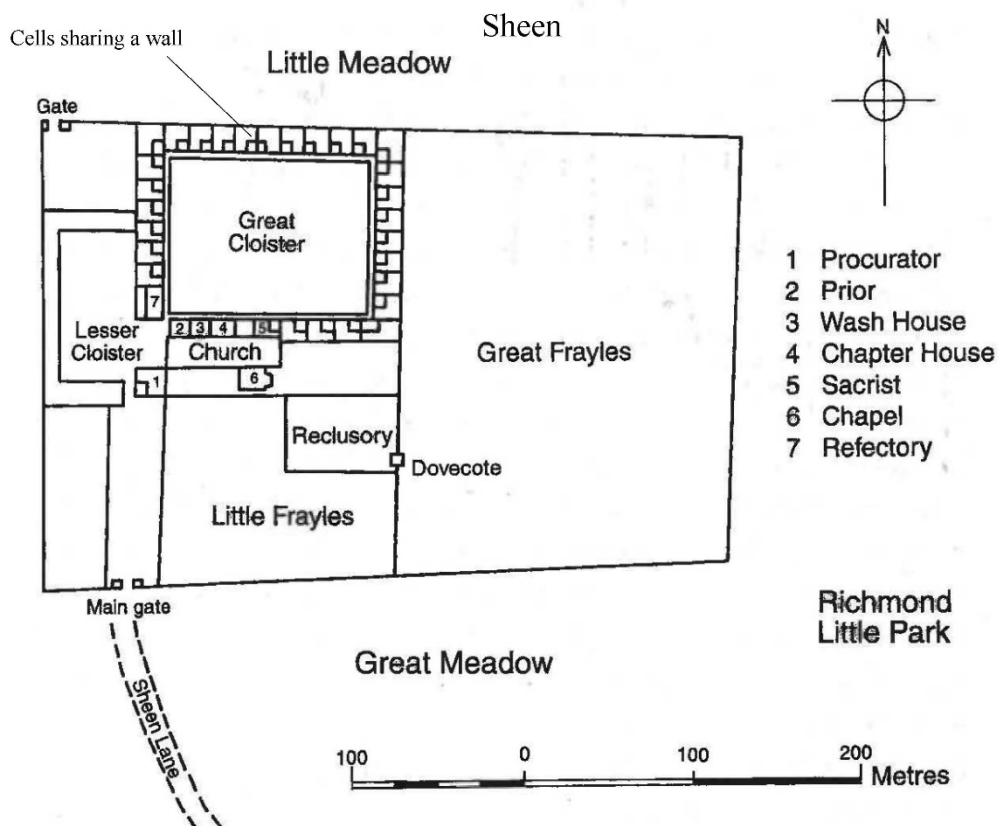 Sheen
Cells sharing a wall
Little Meadow
N
Gate
Great
Cloister
1 Procurator
2 Prior
3 Wash House
4 Chapter House
5 Sacrist
6 Chapel
7 Refectory
7
Lesser
Cloister
2 3 4 5
Church
1
6
Great Frayles
Reclusory
Dovecote
Little Frayles
Main gate
Richmond
Little Park
Great Meadow
Sheen Lane
100 0 100 200
Metres